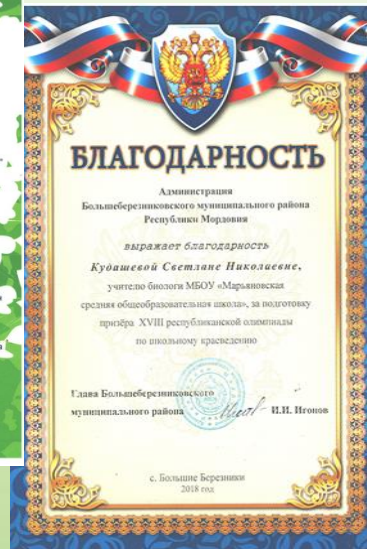 БЛАГОДАРНОСТЬ
Администрация
Большеберезниковского муниципального района
Республики Мордовия
выражает благодарность
Кудашевой Светлане Николаевне,
учителю биологи МБОУ «Марьяновская
средняя общеобразовательная школа», за подготовку
призёра XVIII республиканской олимпиады
по школьному краеведению
Глава Большеберезниковского
муниципального района И.И. Игонов
с. Большие Березники
2018 год